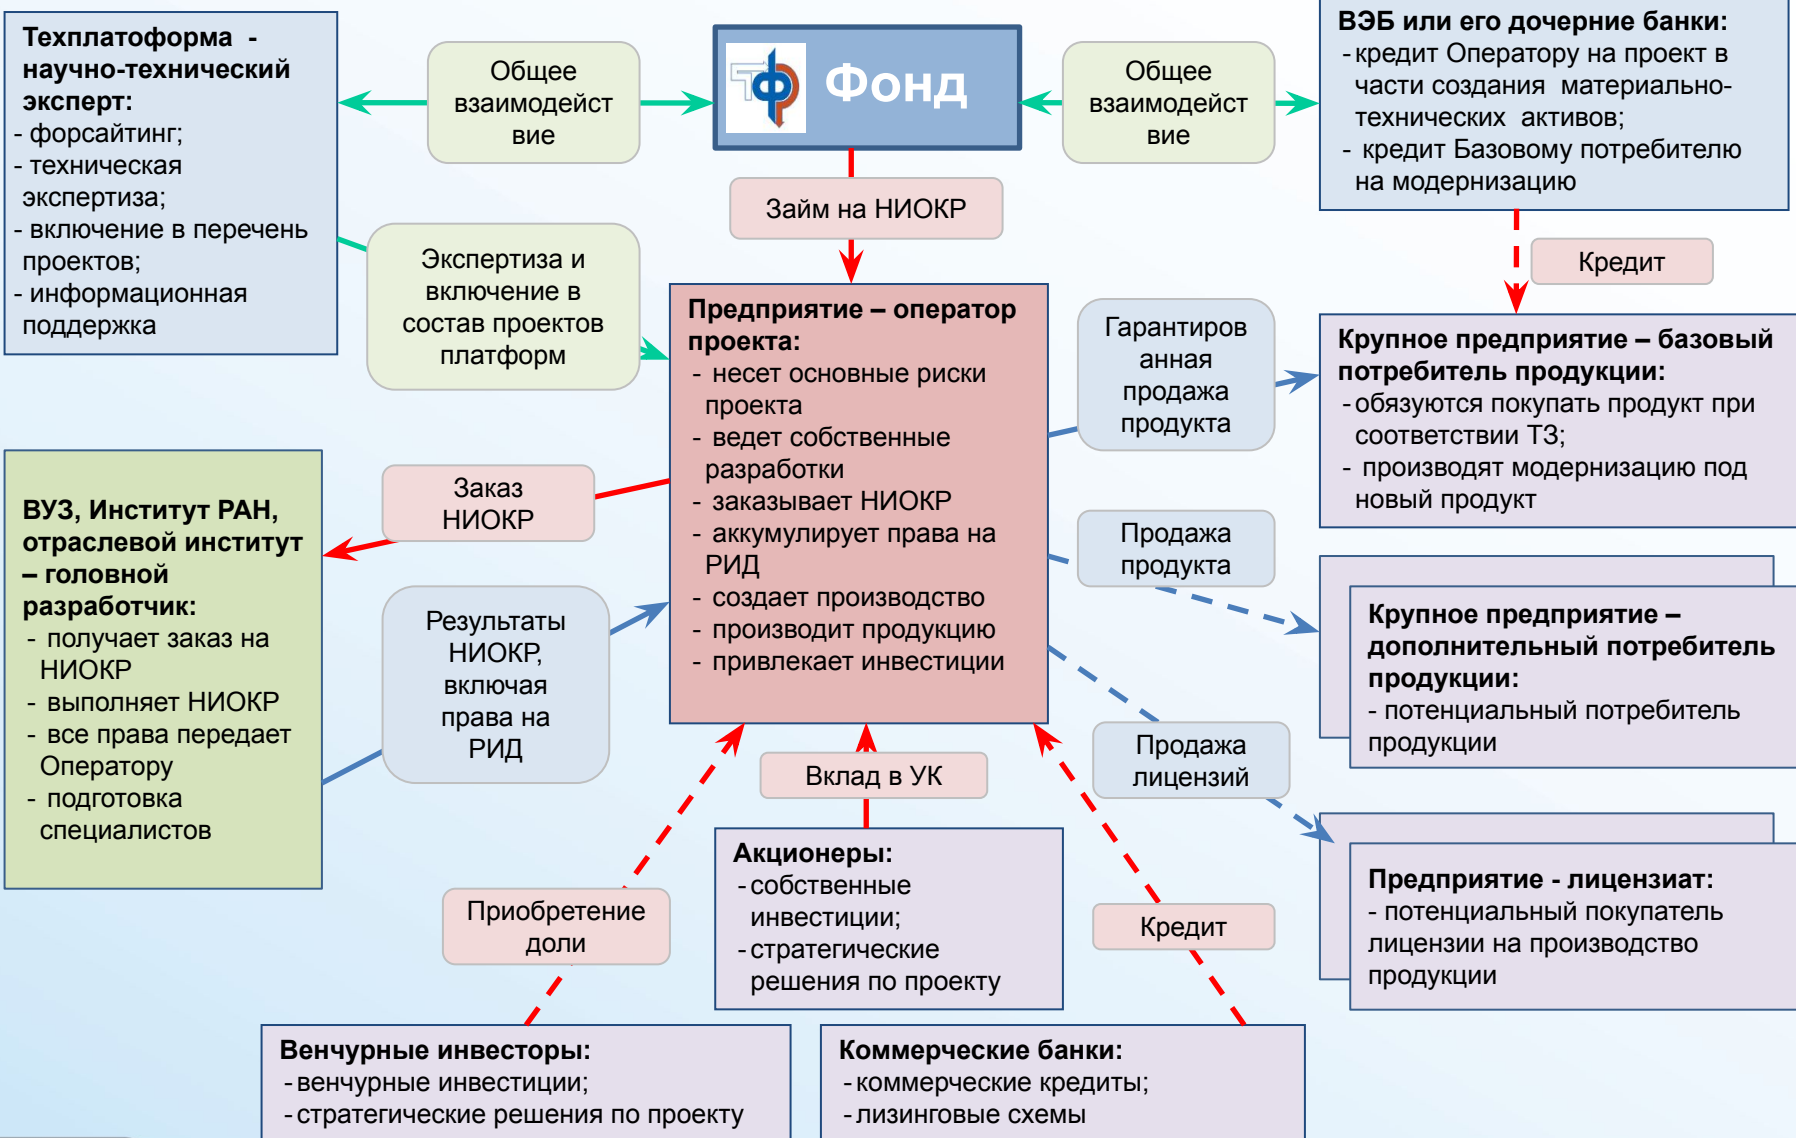 Техплатоформа -
научно-технический
эксперт:
- форсайтинг;
- техническая
экспертиза;
- включение в перечень
проектов;
- информационная
поддержка
Общее
взаимодейст
вие
Фонд
Общее
взаимодейст
вие
ВЭБ или его дочерние банки:
- кредит Оператору на проект в
части создания материально-
технических активов;
- кредит Базовому потребителю
на модернизацию
Займ на НИОКР
Кредит
Экспертиза и
включение в
состав проектов
платформ
Предприятие – оператор
проекта:
- несет основные риски
проекта
- ведет собственные
разработки
- заказывает НИОКР
- аккумулирует права на
РИД
- создает производство
- производит продукцию
- привлекает инвестиции
Гарантиров
анная
продажа
продукта
Крупное предприятие – базовый
потребитель продукции:
- обязуются покупать продукт при
соответствии ТЗ;
- производят модернизацию под
новый продукт
ВУЗ, Институт РАН,
отраслевой институт
– головной
разработчик:
- получает заказ на
НИОКР
- выполняет НИОКР
- все права передает
Оператору
- подготовка
специалистов
Заказ
НИОКР
Результаты
НИОКР,
включая
права на
РИД
Продажа
продукта
Крупное предприятие –
дополнительный потребитель
продукции:
- потенциальный потребитель
продукции
Продажа
лицензий
Вклад в УК
Акционеры:
- собственные
инвестиции;
- стратегические
решения по проекту
Приобретение
доли
Кредит
Предприятие - лицензиат:
- потенциальный покупатель
лицензии на производство
продукции
Венчурные инвесторы:
- венчурные инвестиции;
- стратегические решения по проекту
Коммерческие банки:
- коммерческие кредиты;
- лизинговые схемы